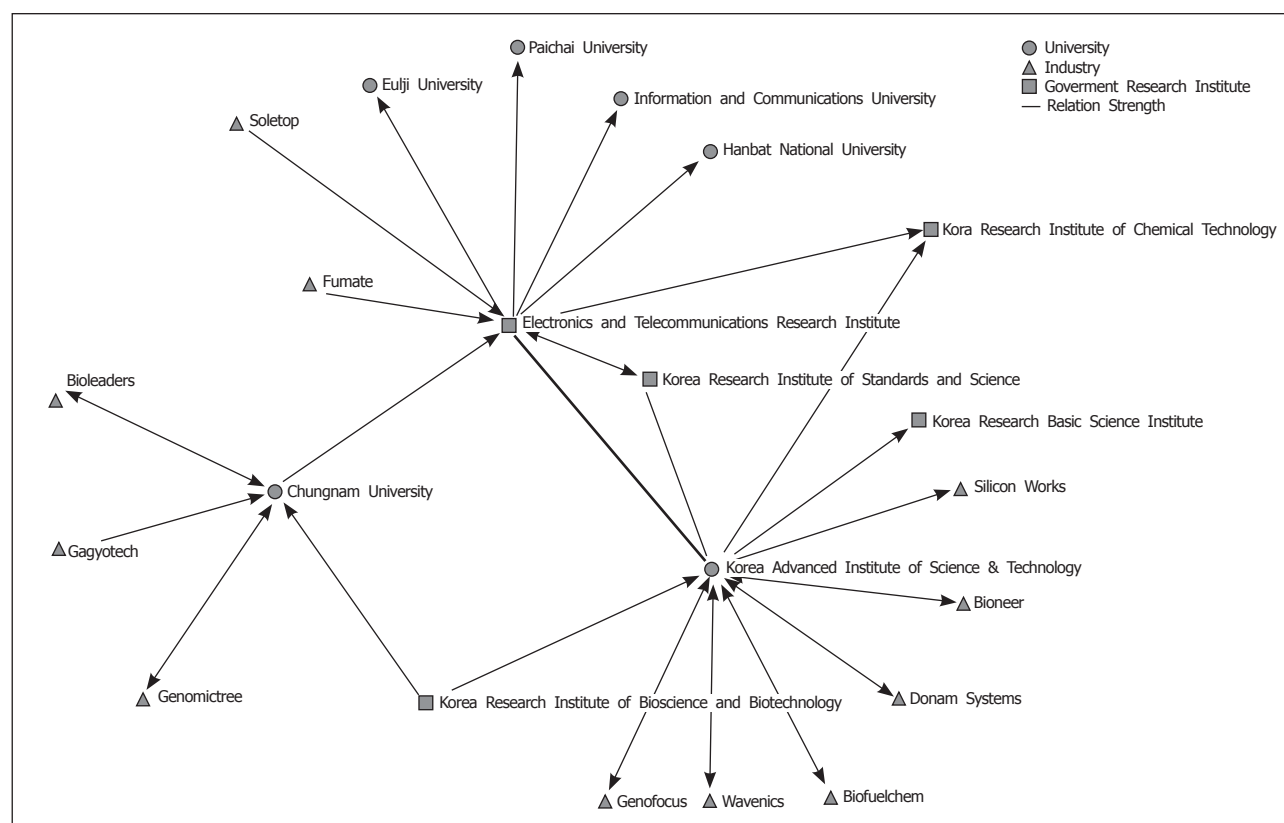 Paichai University
University
Industry
Goverment Research Institute
Relation Strength
Eulji University
Information and Communications University
Soletop
Hanbat National University
Kora Research Institute of Chemical Technology
Fumate
Electronics and Telecommunications Research Institute
Korea Research Institute of Standards and Science
Bioleaders
Korea Research Basic Science Institute
Silicon Works
Chungnam University
Gagyotech
Korea Advanced Institute of Science & Technology
Bioneer
Genomictree
Korea Research Institute of Bioscience and Biotechnology
Donam Systems
Genofocus
Wavenics
Biofuelchem